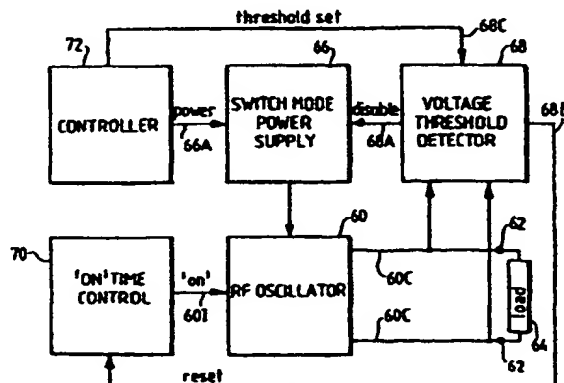 threshold set
68C
72
66
68
CONTROLLER
power
66A
SWITCH MODE
POWER
SUPPLY
disable
68A
VOLTAGE
THRESHOLD
DETECTOR
60
62
70
'ON' TIME
CONTROL
'on'
60I
RF OSCILLATOR
60C
60C
load
64
62
reset